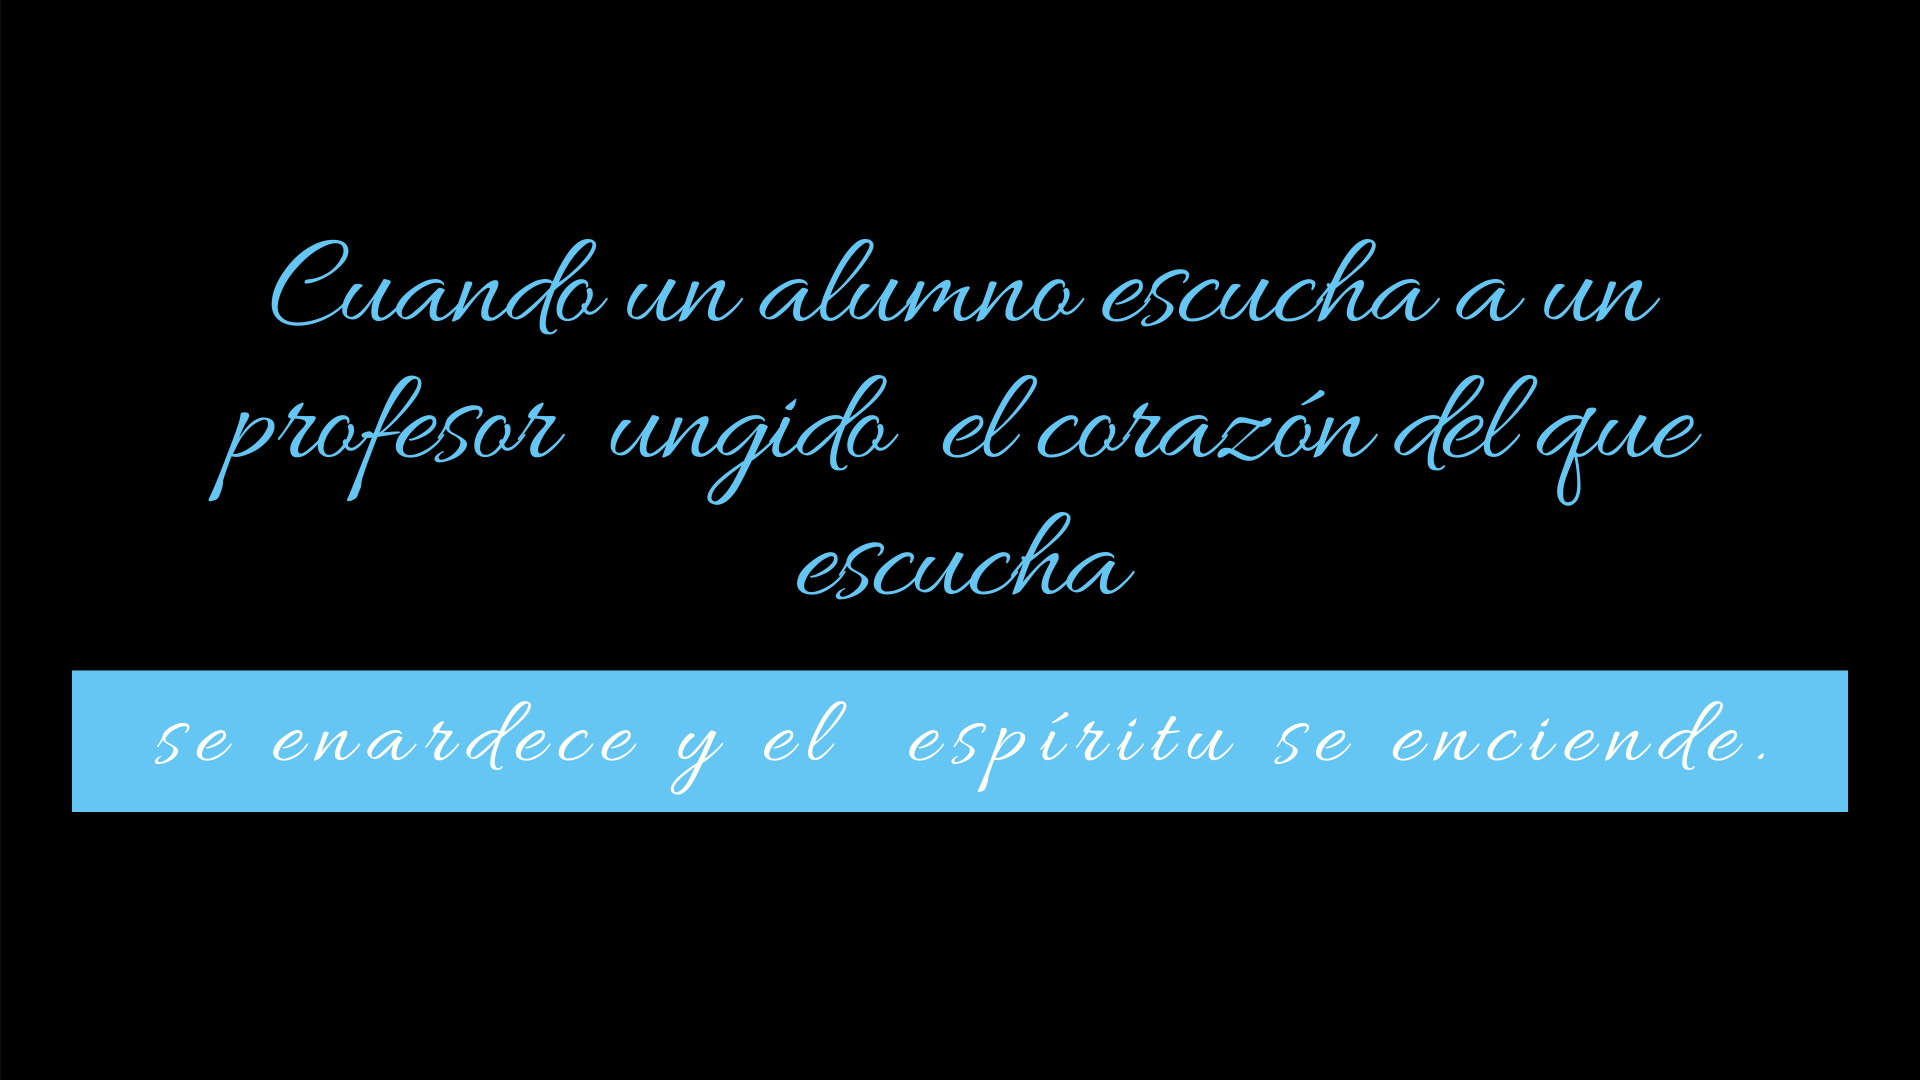 Cuando un alumno escucha a un
profesor ungido el corazón del que
escucha
se enardece y el espíritu se enciende.